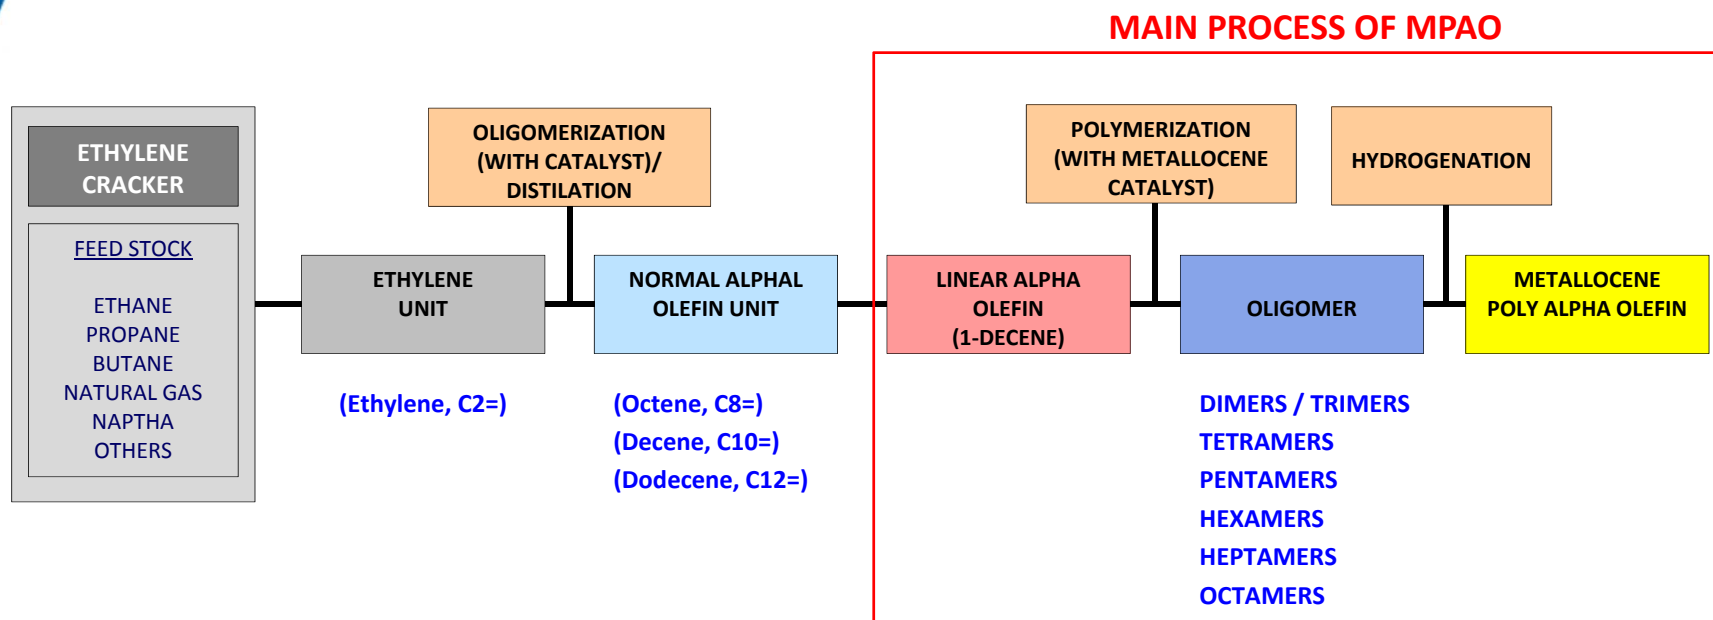 MAIN PROCESS OF MPAO
ETHYLENE
CRACKER
FEED STOCK
ETHANE
PROPANE
BUTANE
NATURAL GAS
NAPTHA
OTHERS
OLIGOMERIZATION
(WITH CATALYST)/
DISTILATION
ETHYLENE
UNIT
(Ethylene, C2=)
NORMAL ALPHAL
OLEFIN UNIT
(Octene, C8=)
(Decene, C10=)
(Dodecene, C12=)
POLYMERIZATION
(WITH METALLOCENE
CATALYST)
HYDROGENATION
LINEAR ALPHA
OLEFIN
(1-DECENE)
OLIGOMER
METALLOCENE
POLY ALPHA OLEFIN
DIMERS / TRIMERS
TETRAMERS
PENTAMERS
HEXAMERS
HEPTAMERS
OCTAMERS